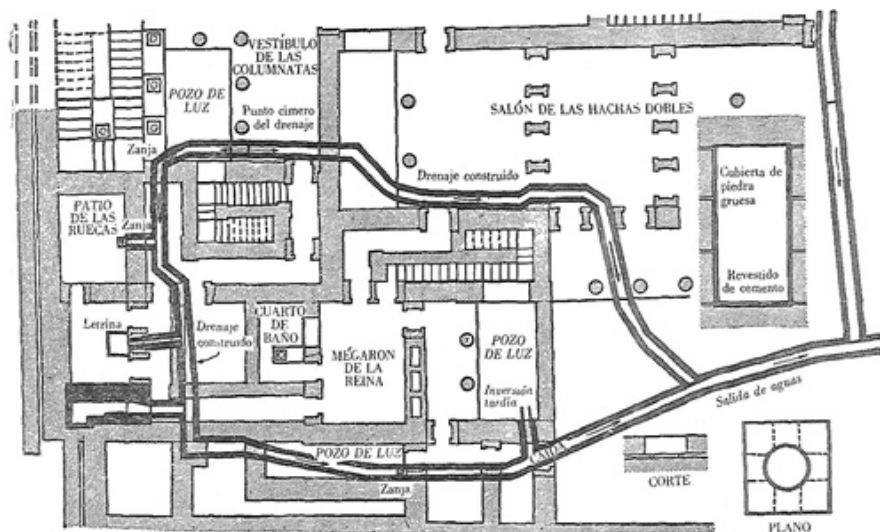 VESTÍBULO
DE LAS
COLUMNATAS
POZO DE
LUZ
Punto cimero
del drenaje
SALÓN DE LAS HACHAS DOBLES
Zanja
Drenaje construido
Cubierta de
piedra
gruesa
PATIO
DE LAS
RUECAS
Zanja
Revestido
de cemento
Letrina
Drenaje
construido
CUARTO
DE
BAÑO
MÉGARON
DE LA
REINA
POZO
DE LUZ
Inversión
tardía
Salida de aguas
POZO DE LUZ
CAÍDA
Zanja
CORTE
PLANO